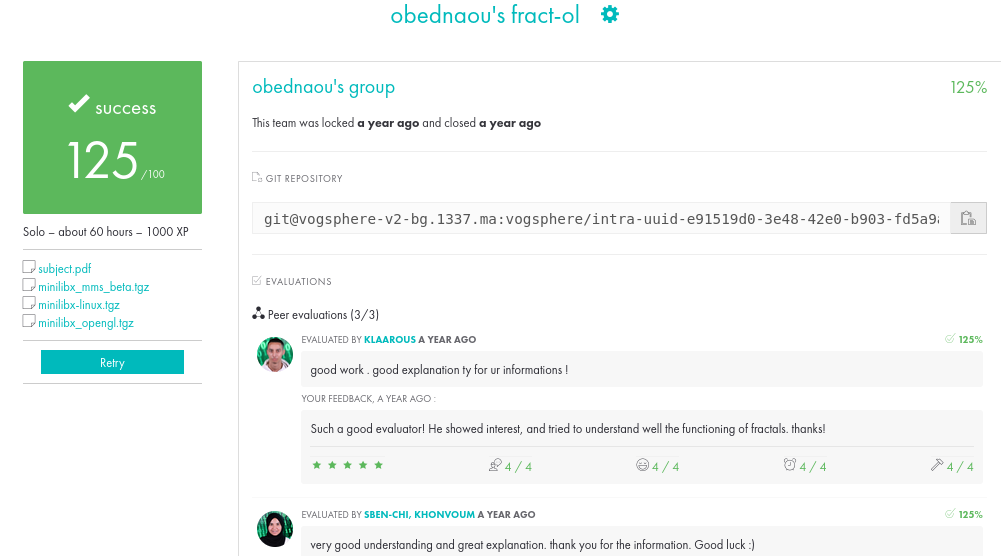 obednaou's fract-ol
success
125 /100
Solo – about 60 hours – 1000 XP
subject.pdf
minilibx_mms_beta.tgz
minilibx-linux.tgz
minilibx_opengl.tgz
Retry
obednaou's group 125%
This team was locked a year ago and closed a year ago
GIT REPOSITORY
git@vogsphere-v2-bg.1337.ma:vogsphere/intra-uuid-e91519d0-3e48-42e0-b903-fd5a9
EVALUATIONS
Peer evaluations (3/3)
EVALUATED BY KLAAROUS A YEAR AGO 125%
good work . good explanation ty for ur informations !
YOUR FEEDBACK, A YEAR AGO :
Such a good evaluator! He showed interest, and tried to understand well the functioning of fractals. thanks!
4 / 4 4 / 4 4 / 4 4 / 4
EVALUATED BY SBEN-CHI, KHONVOUM A YEAR AGO 125%
very good understanding and great explanation. thank you for the information. Good luck :)